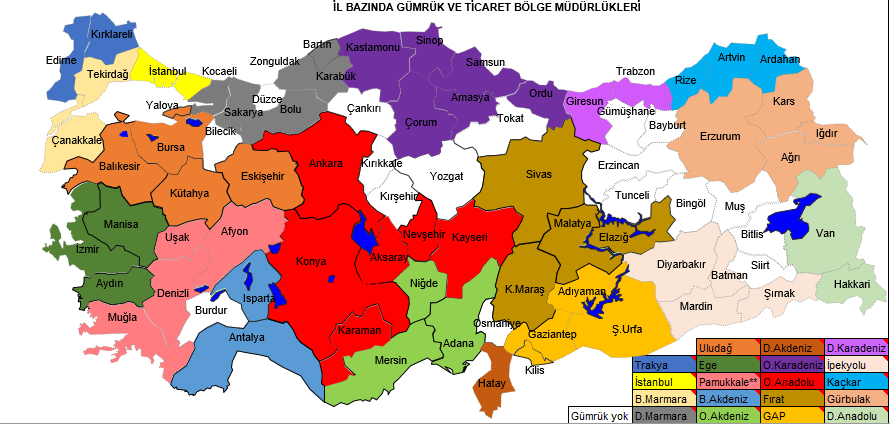 İL BAZINDA GÜMRÜK VE TİCARET BÖLGE MÜDÜRLÜKLERİ
Kırklareli
Edirne
Tekirdağ
İstanbul
Kocaeli
Zonguldak
Bartın
Kastamonu
Sinop
Samsun
Karabük
Yalova
Sakarya
Düzce
Bolu
Çankırı
Amasya
Ordu
Giresun
Trabzon
Rize
Artvin
Ardahan
Kars
Gümüşhane
Bayburt
Çorum
Tokat
Çanakkale
Bilecik
Bursa
Balıkesir
Ankara
Kırıkkale
Erzurum
Iğdır
Ağrı
Erzincan
Kütahya
Eskişehir
Kırşehir
Yozgat
Sivas
Tunceli
Bingöl
Muş
Manisa
İzmir
Uşak
Afyon
Nevşehir
Kayseri
Malatya
Elazığ
Bitlis
Van
Konya
Aksaray
Diyarbakır
Batman
Siirt
Aydın
Denizli
Isparta
Niğde
K.Maraş
Adıyaman
Mardin
Şırnak
Hakkari
Muğla
Burdur
Antalya
Karaman
Mersin
Adana
Osmaniye
Gaziantep
Ş.Urfa
Kilis
Hatay
Uludağ D.Akdeniz D.Karadeniz
Trakya Ege O.Karadeniz İpekyolu
İstanbul Pamukkale** O.Anadolu Kaçkar
B.Marmara B.Akdeniz Fırat Gürbulak
Gümrük yok D.Marmara O.Akdeniz GAP D.Anadolu